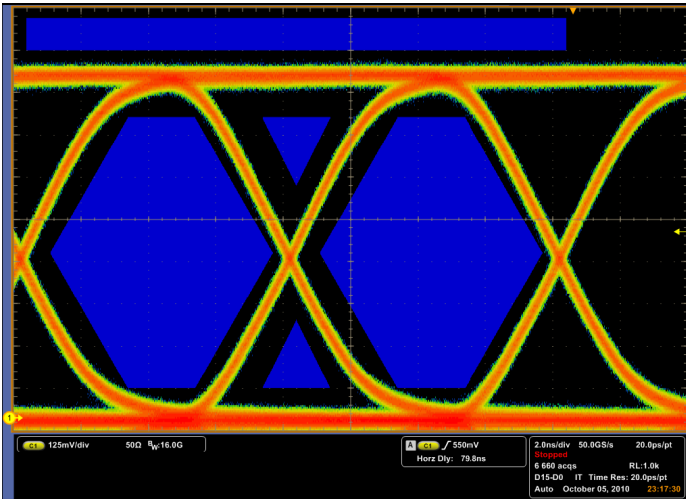 1
C1 125mV/div 50Ω BW:16.0G
A C1 550mV
Horz Dly: 79.8ns
2.0ns/div 50.0GS/s 20.0ps/pt
Stopped
6 660 acqs RL:1.0k
D15-D0 IT Time Res: 20.0ps/pt
Auto October 05, 2010 23:17:30